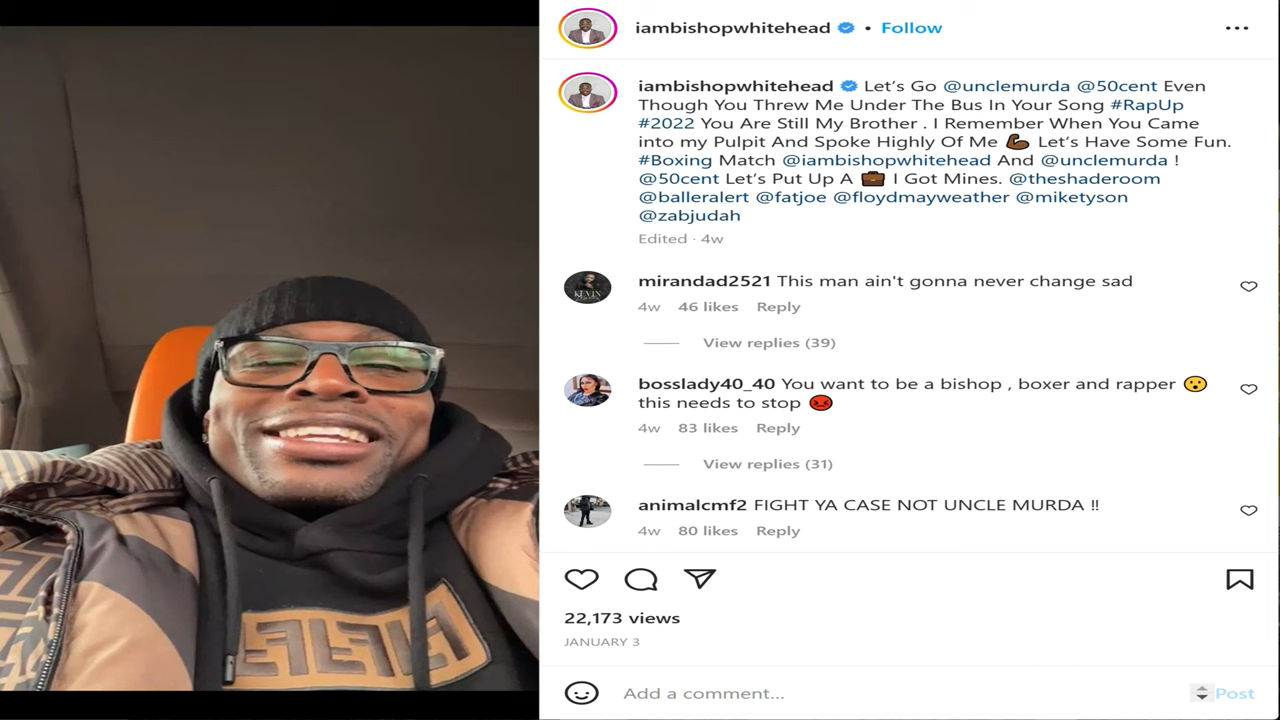 iambishopwhitehead • Follow
iambishopwhitehead Let’s Go @unclemurda @50cent Even
Though You Threw Me Under The Bus In Your Song #RapUp
#2022 You Are Still My Brother . I Remember When You Came
into my Pulpit And Spoke Highly Of Me 💪🏿 Let’s Have Some Fun.
#Boxing Match @iambishopwhitehead And @unclemurda !
@50cent Let’s Put Up A 💼 I Got Mines. @theshaderoom
@balleralert @fatjoe @floydmayweather @miketyson
@zabjudah
Edited · 4w
mirandad2521 This man ain't gonna never change sad
4w 46 likes Reply
View replies (39)
bosslady40_40 You want to be a bishop , boxer and rapper 😮
this needs to stop 😡
4w 83 likes Reply
View replies (31)
animalcmf2 FIGHT YA CASE NOT UNCLE MURDA !!
4w 80 likes Reply
22,173 views
JANUARY 3
Add a comment...
Post